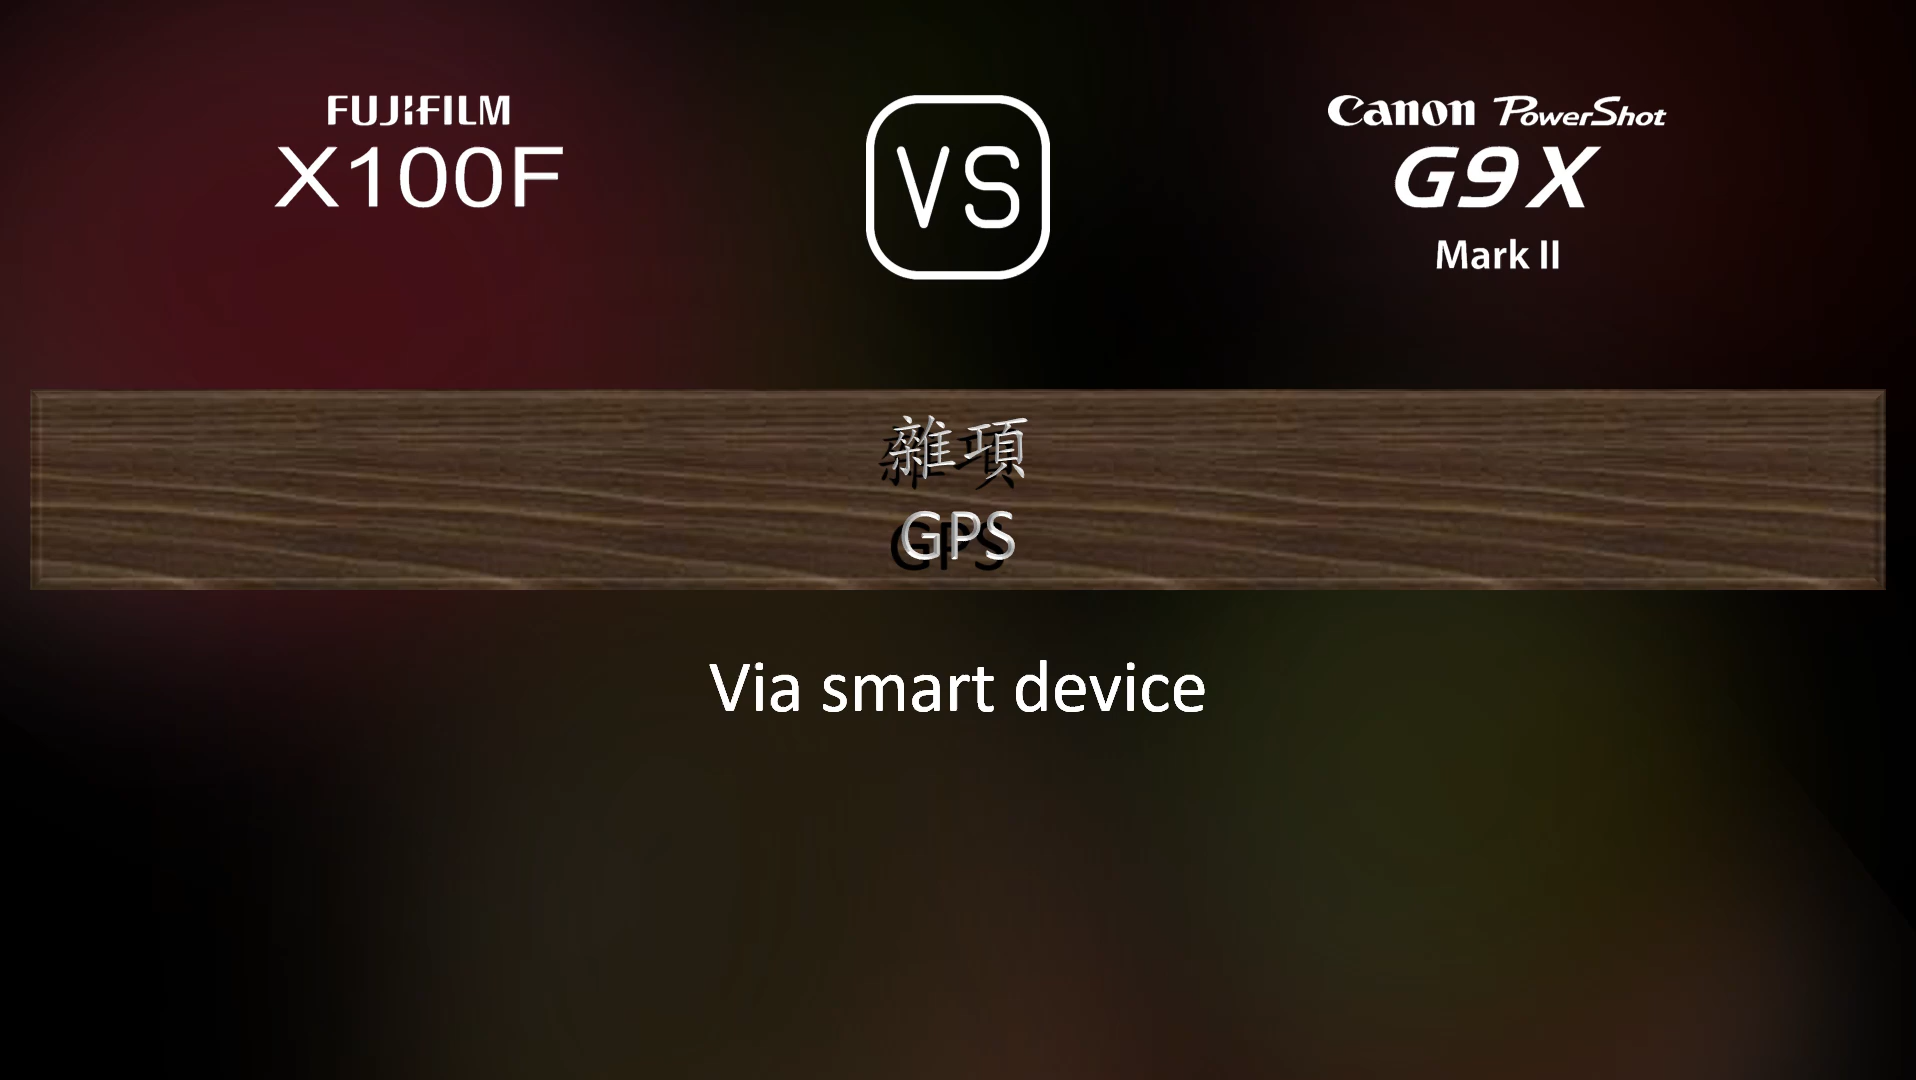 FUJIFILM
X100F
VS
Canon PowerShot
G9 X
Mark II
雜項
GPS
Via smart device